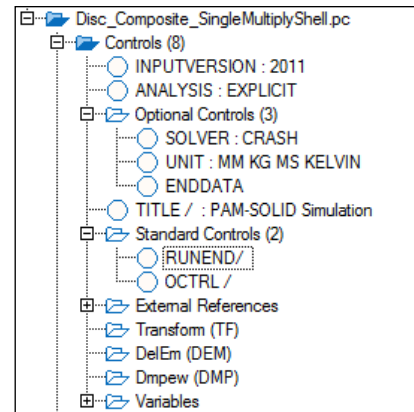 Disc_Composite_SingleMultiplyShell.pc
Controls (8)
INPUTVERSION : 2011
ANALYSIS : EXPLICIT
Optional Controls (3)
SOLVER : CRASH
UNIT : MM KG MS KELVIN
ENDDATA
TITLE / : PAM-SOLID Simulation
Standard Controls (2)
RUNEND/
OCTRL /
External References
Transform (TF)
DelEm (DEM)
Dmpew (DMP)
Variables